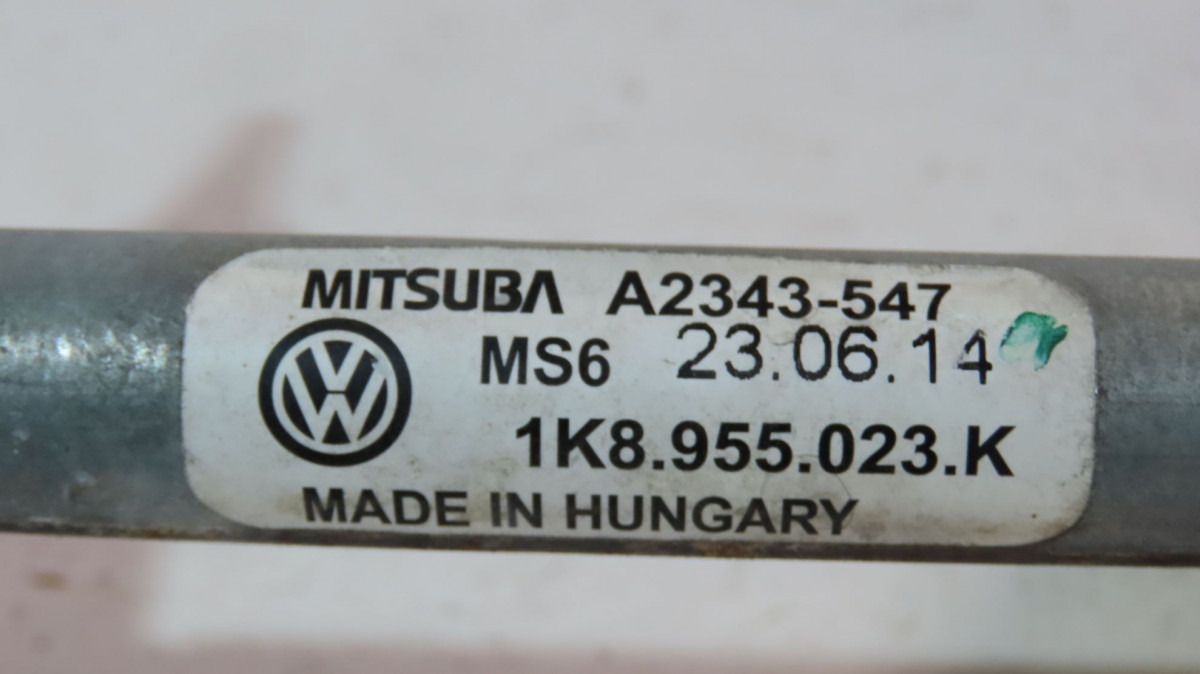 MITSUBA A2343-547
MS6 23.06.14
1K8.955.023.K
MADE IN HUNGARY